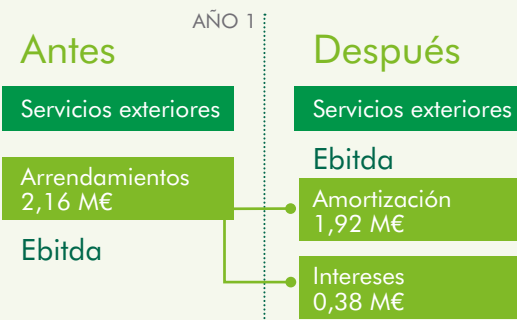 AÑO 1
Antes
Servicios exteriores
Arrendamientos
2,16 M€
Ebitda
Después
Servicios exteriores
Ebitda
Amortización
1,92 M€
Intereses
0,38 M€